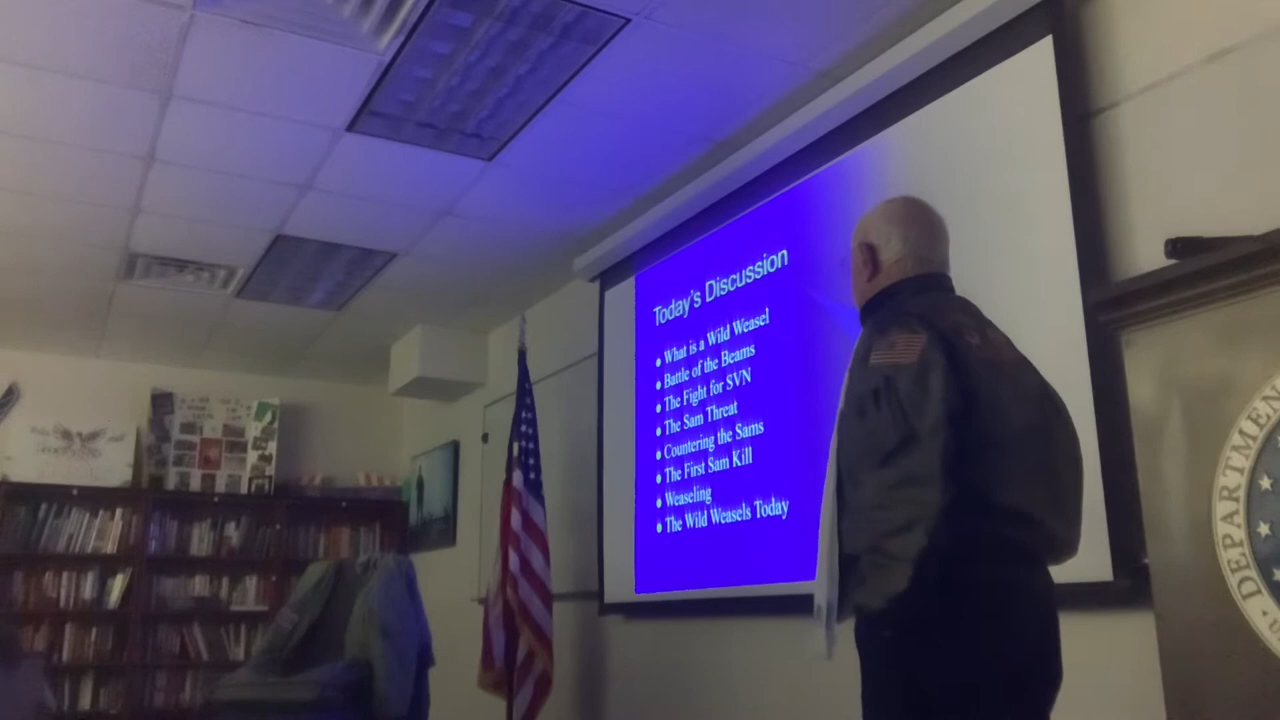 Today's Discussion
• What is a Wild Weasel
• Battle of the Beams
• The Fight for SVN
• The Sam Threat
• Countering the Sams
• The First Sam Kill
• Weaseling
• The Wild Weasels Today
DEPARTMEN